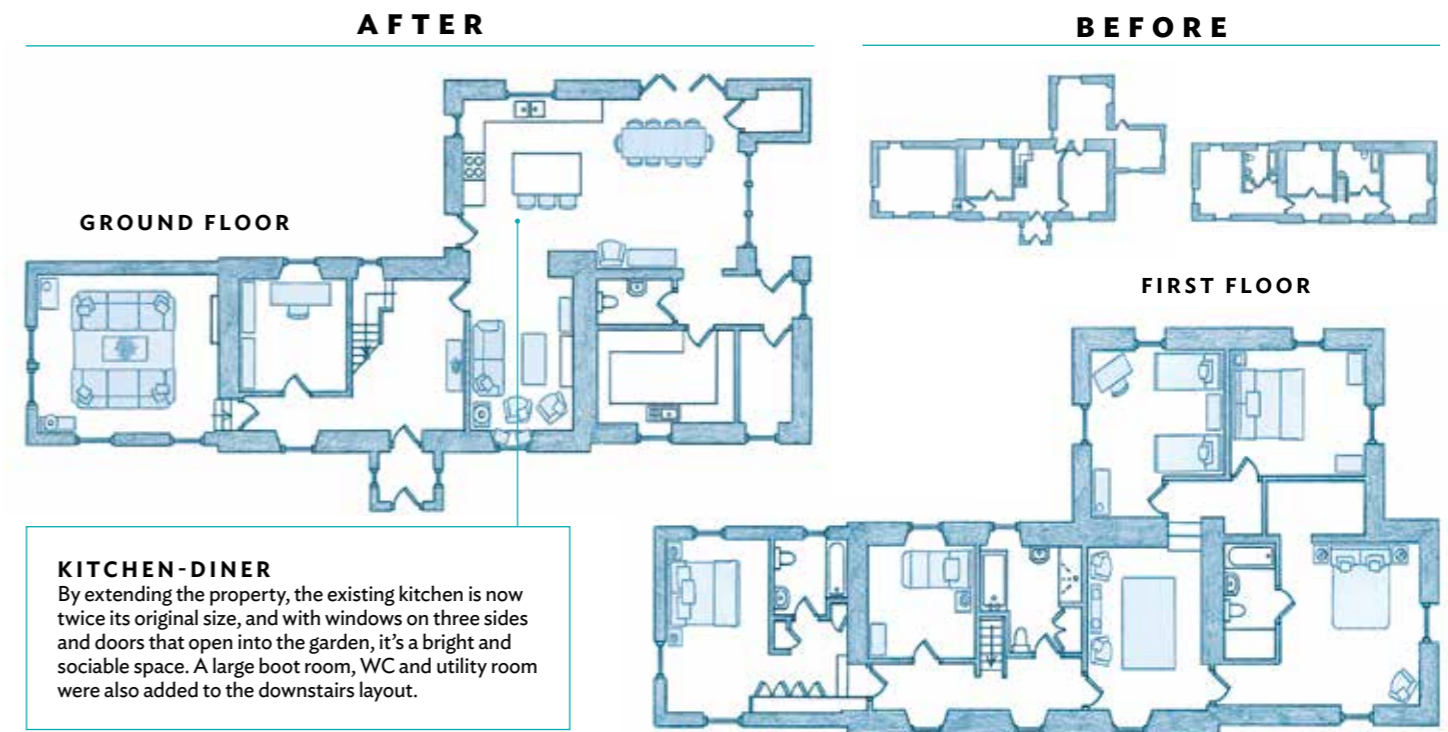 AFTER
BEFORE
GROUND FLOOR
FIRST FLOOR
KITCHEN-DINER
By extending the property, the existing kitchen is now
twice its original size, and with windows on three sides
and doors that open into the garden, it's a bright and
sociable space. A large boot room, WC and utility room
were also added to the downstairs layout.